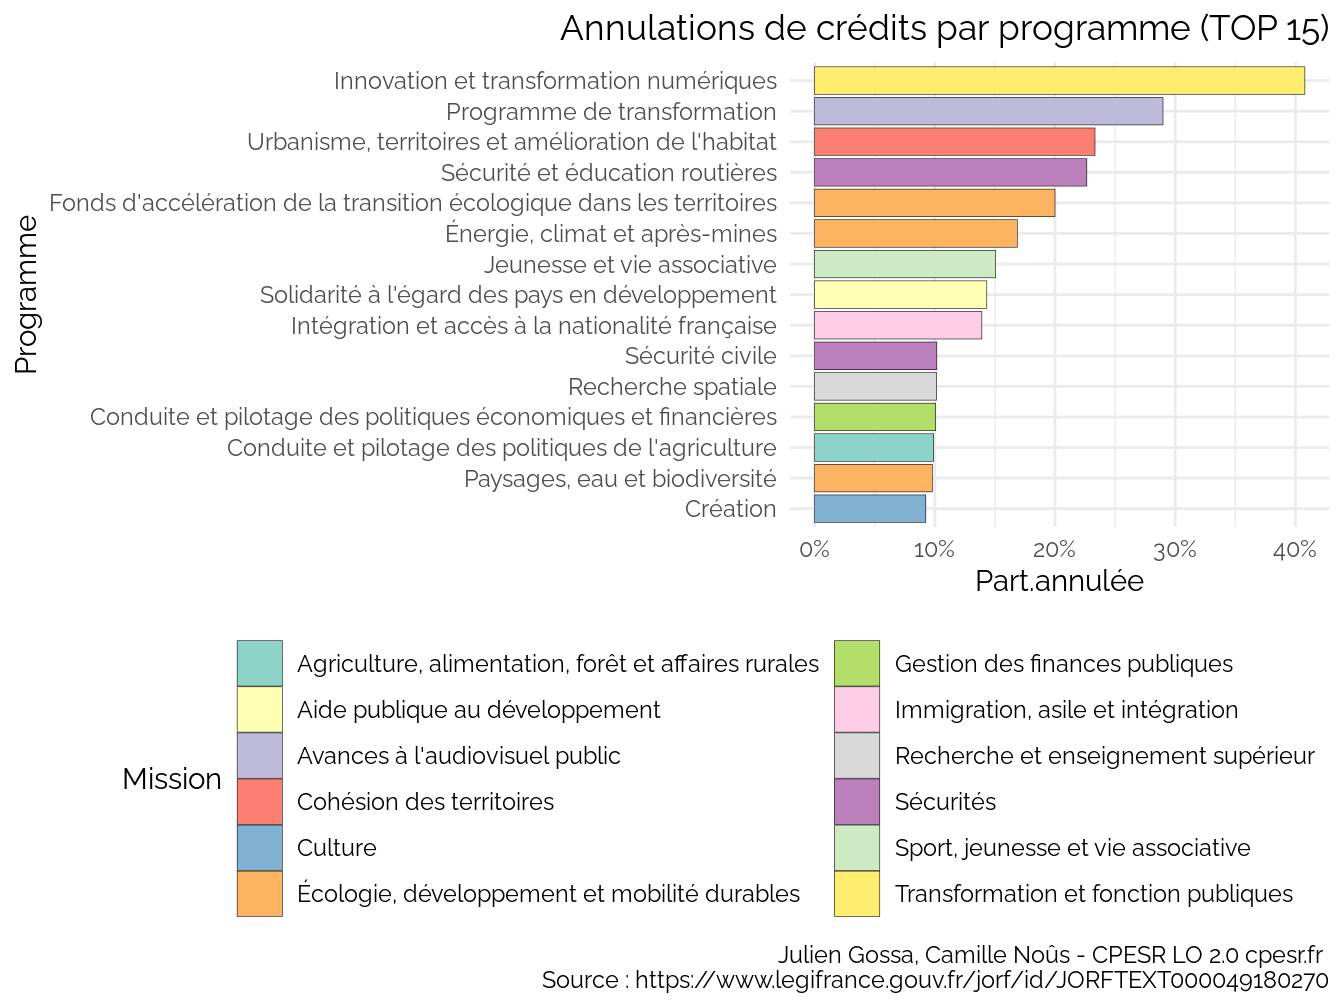 Annulations de crédits par programme (TOP 15)
Programme
Innovation et transformation numériques
Programme de transformation
Urbanisme, territoires et amélioration de l'habitat
Sécurité et éducation routières
Fonds d'accélération de la transition écologique dans les territoires
Énergie, climat et après-mines
Jeunesse et vie associative
Solidarité à l'égard des pays en développement
Intégration et accès à la nationalité française
Sécurité civile
Recherche spatiale
Conduite et pilotage des politiques économiques et financières
Conduite et pilotage des politiques de l'agriculture
Paysages, eau et biodiversité
Création
0% 10% 20% 30% 40%
Part.annulée
Mission
Agriculture, alimentation, forêt et affaires rurales
Aide publique au développement
Avances à l'audiovisuel public
Cohésion des territoires
Culture
Écologie, développement et mobilité durables
Gestion des finances publiques
Immigration, asile et intégration
Recherche et enseignement supérieur
Sécurités
Sport, jeunesse et vie associative
Transformation et fonction publiques
Julien Gossa, Camille Noûs - CPESR LO 2.0 cpesr.fr
Source : https://www.legifrance.gouv.fr/jorf/id/JORFTEXT000049180270